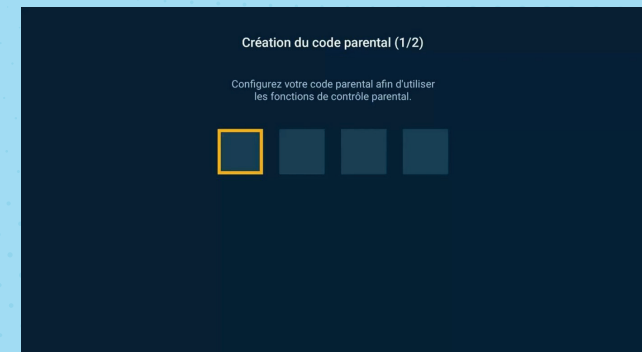 Création du code parental (1/2)
Configurez votre code parental afin d'utiliser
les fonctions de contrôle parental.